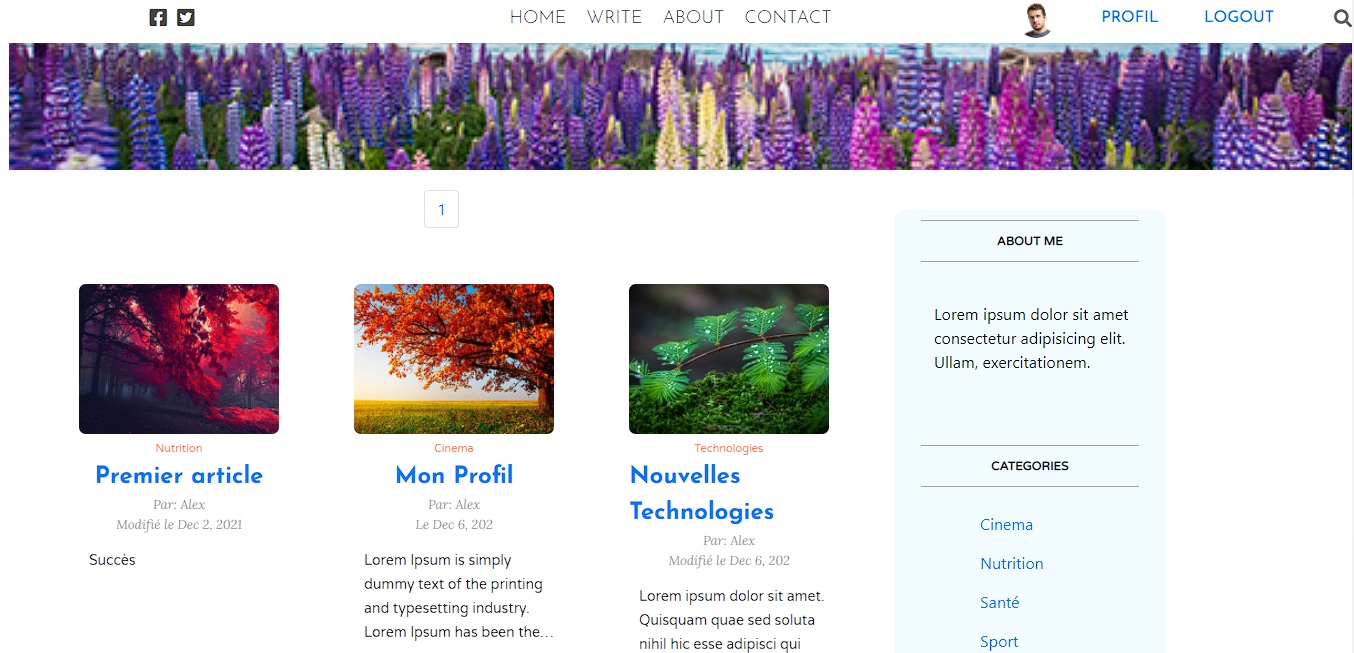 HOME WRITE ABOUT CONTACT PROFIL LOGOUT
1
Nutrition
Premier article
Par: Alex
Modifié le Dec 2, 2021
Succès
Cinema
Mon Profil
Par: Alex
Le Dec 6, 202
Lorem Ipsum is simply
dummy text of the printing
and typesetting industry.
Lorem Ipsum has been the...
Technologies
Nouvelles
Technologies
Par: Alex
Modifié le Dec 6, 202
Lorem ipsum dolor sit amet.
Quisquam quae sed soluta
nihil hic esse adipisci qui
ABOUT ME
Lorem ipsum dolor sit amet
consectetur adipisicing elit.
Ullam, exercitationem.
CATEGORIES
Cinema
Nutrition
Santé
Sport